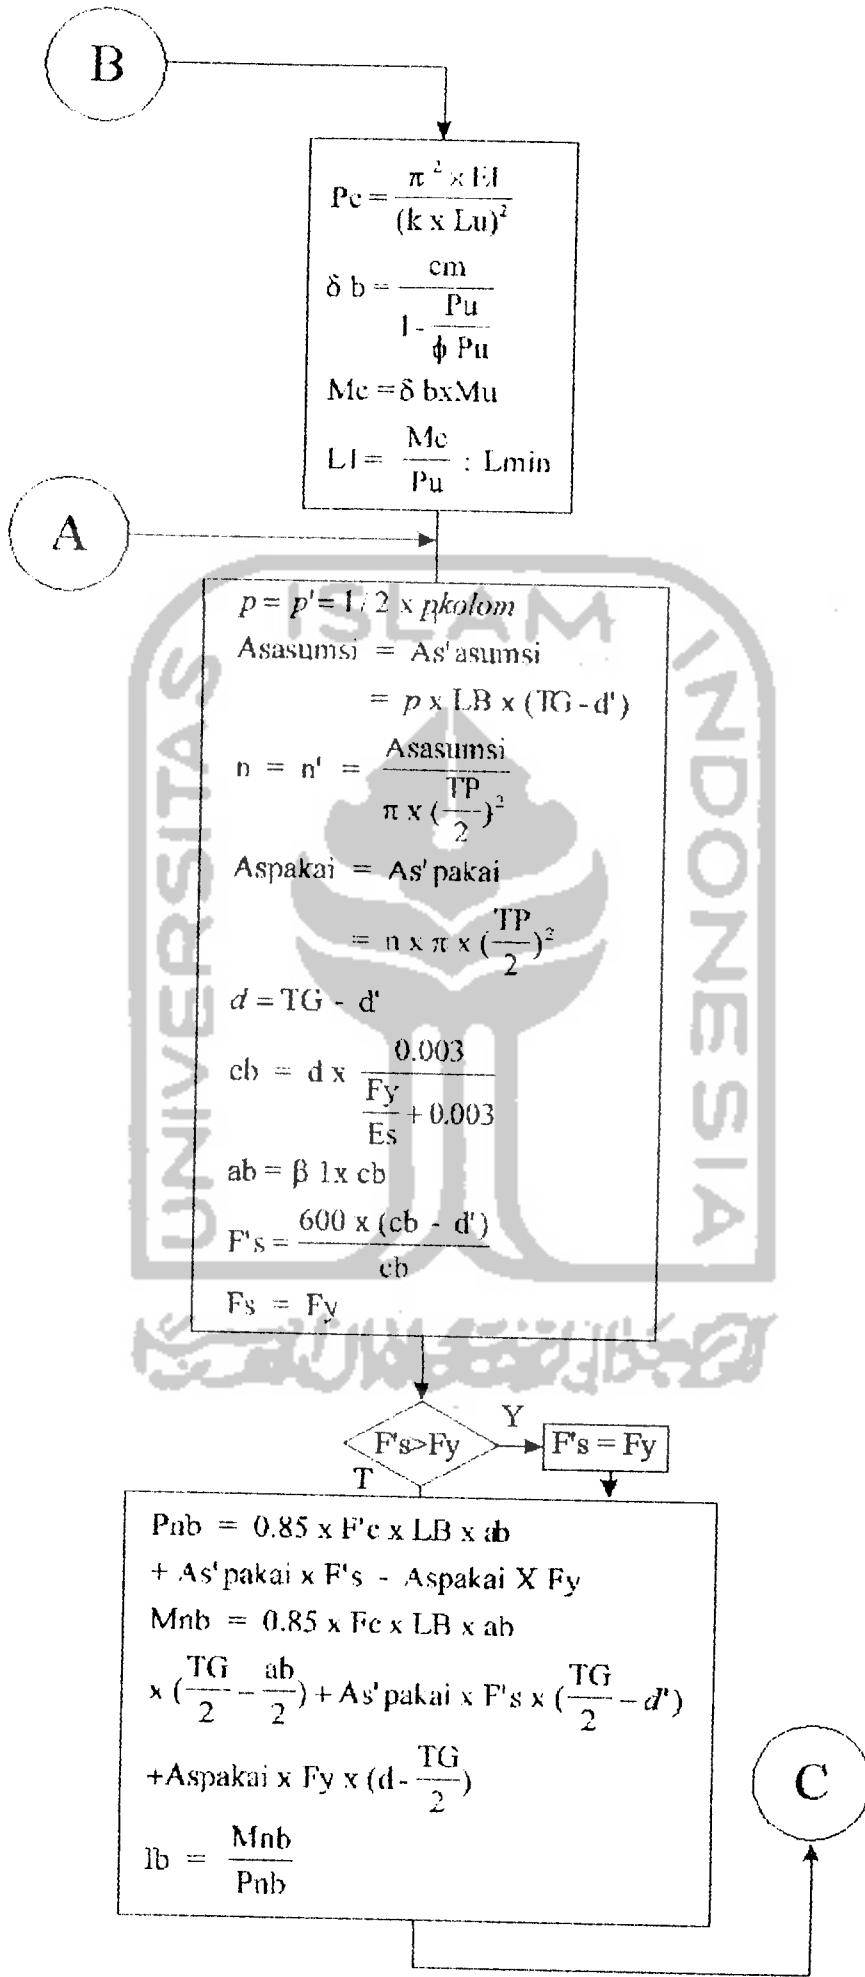 B
Pc = π² x EI / (k x Lu)²
δ b = cm / (1 - Pu / ϕ Pu)
Mc = δ bxMu
L1 = Mc / Pu : Lmin
A
p = p' = 1/2 x pkolom
Asasumsi = As'asumsi
= p x LB x (TG - d')
n = n' = Asasumsi / π x (TP / 2)²
Aspakai = As'pakai
= n x π x (TP / 2)²
d = TG - d'
cb = d x 0.003 / (Fy / Es + 0.003)
ab = β 1x cb
F's = 600 x (cb - d') / cb
Fs = Fy
F's>Fy
Y
F's = Fy
T
Pnb = 0.85 x F'c x LB x ab
+ As'pakai x F's - Aspakai X Fy
Mnb = 0.85 x Fc x LB x ab
x (TG / 2 - ab / 2) + As'pakai x F's x (TG / 2 - d')
+Aspakai x Fy x (d - TG / 2)
lb = Mnb / Pnb
C
UNIVERSITAS
ISLAM
INDONESIA